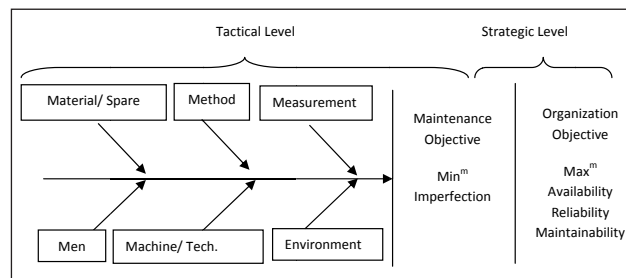 Tactical Level
Strategic Level
Material/ Spare
Method
Measurement
Men
Machine/ Tech.
Environment
Maintenance
Objective
Min^m
Imperfection
Organization
Objective
Max^m
Availability
Reliability
Maintainability